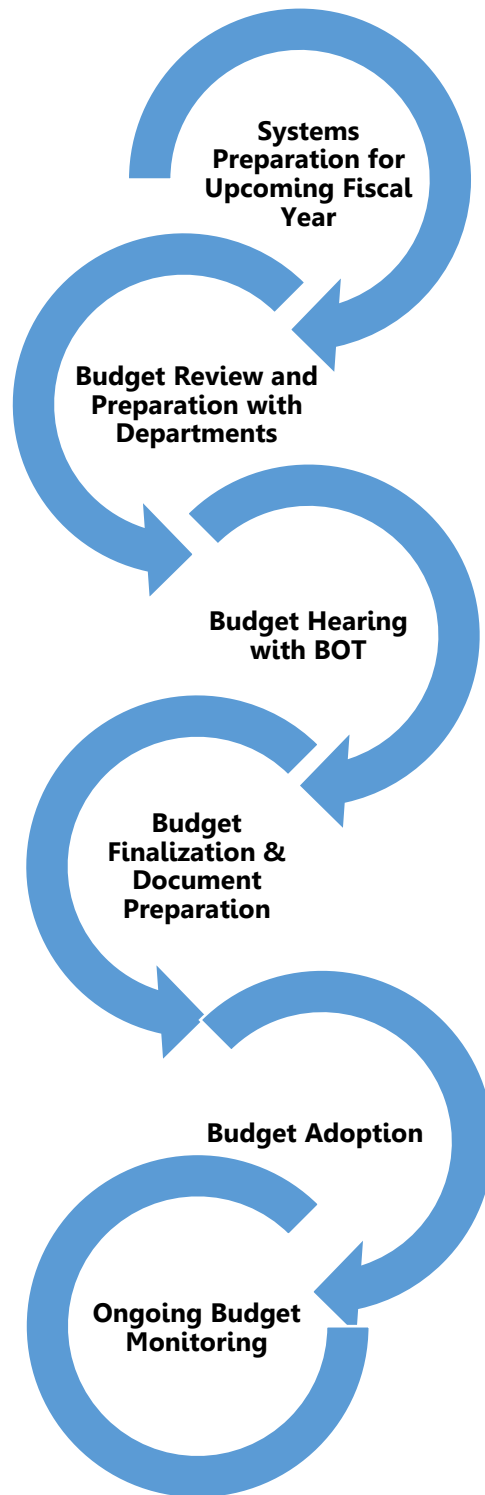 Systems
Preparation for
Upcoming Fiscal
Year
Budget Review and
Preparation with
Departments
Budget Hearing
with BOT
Budget
Finalization &
Document
Preparation
Budget Adoption
Ongoing Budget
Monitoring